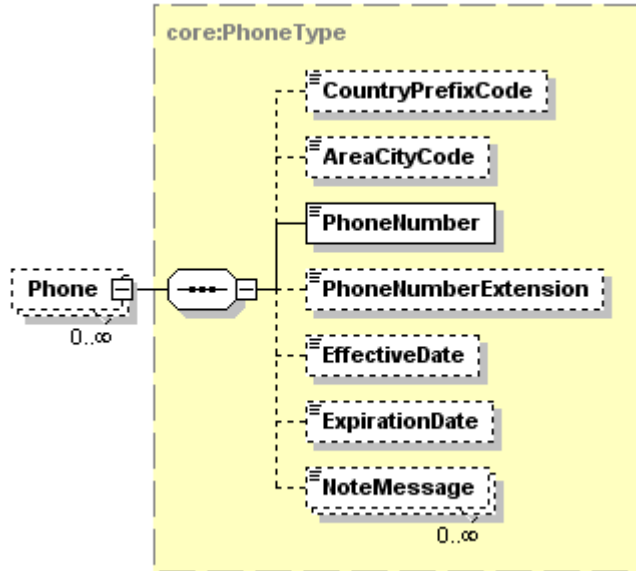 core:PhoneType
CountryPrefixCode
AreaCityCode
PhoneNumber
Phone
0..∞
PhoneNumberExtension
EffectiveDate
ExpirationDate
NoteMessage
0..∞